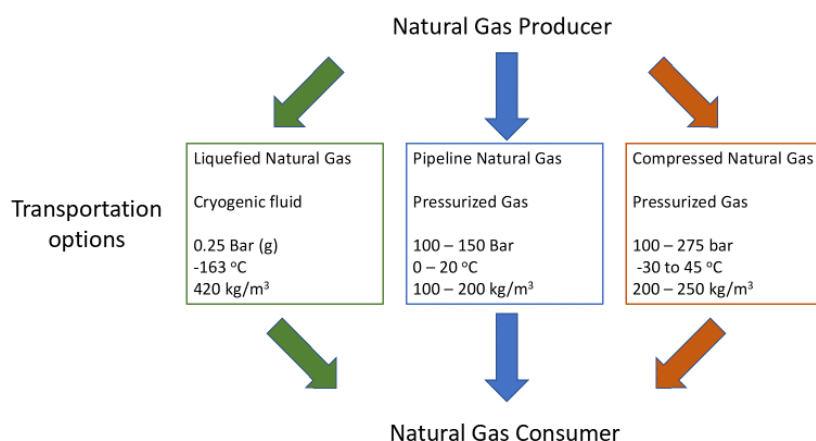 Natural Gas Producer
Transportation
options
Liquefied Natural Gas
Cryogenic fluid
0.25 Bar (g)
-163 °C
420 kg/m³
Pipeline Natural Gas
Pressurized Gas
100 – 150 Bar
0 – 20 °C
100 – 200 kg/m³
Compressed Natural Gas
Pressurized Gas
100 – 275 bar
-30 to 45 °C
200 – 250 kg/m³
Natural Gas Consumer